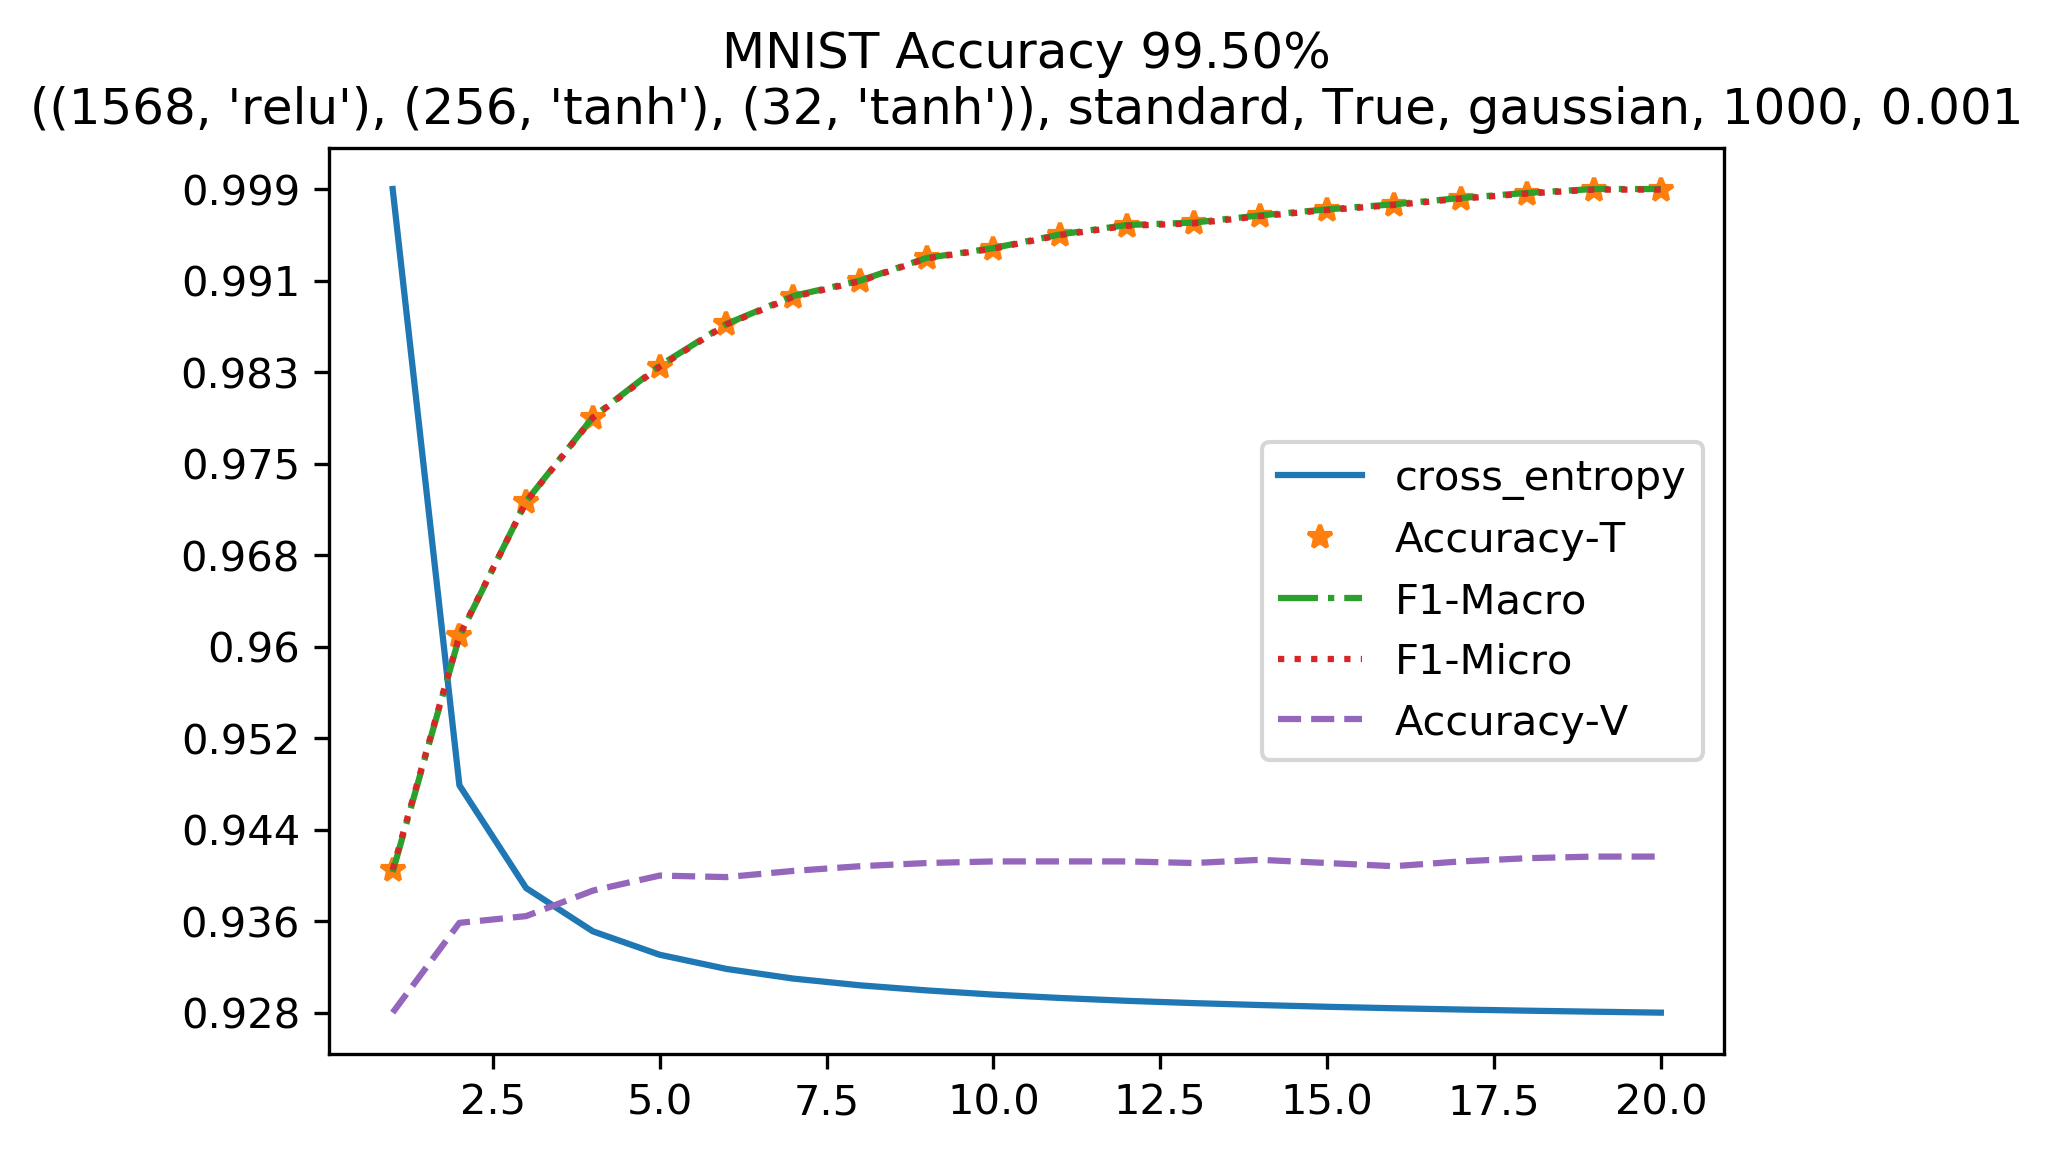 MNIST Accuracy 99.50%
((1568, 'relu'), (256, 'tanh'), (32, 'tanh')), standard, True, gaussian, 1000, 0.001
0.999
0.991
0.983
0.975
0.968
0.96
0.952
0.944
0.936
0.928
cross_entropy
Accuracy-T
F1-Macro
F1-Micro
Accuracy-V
2.5 5.0 7.5 10.0 12.5 15.0 17.5 20.0